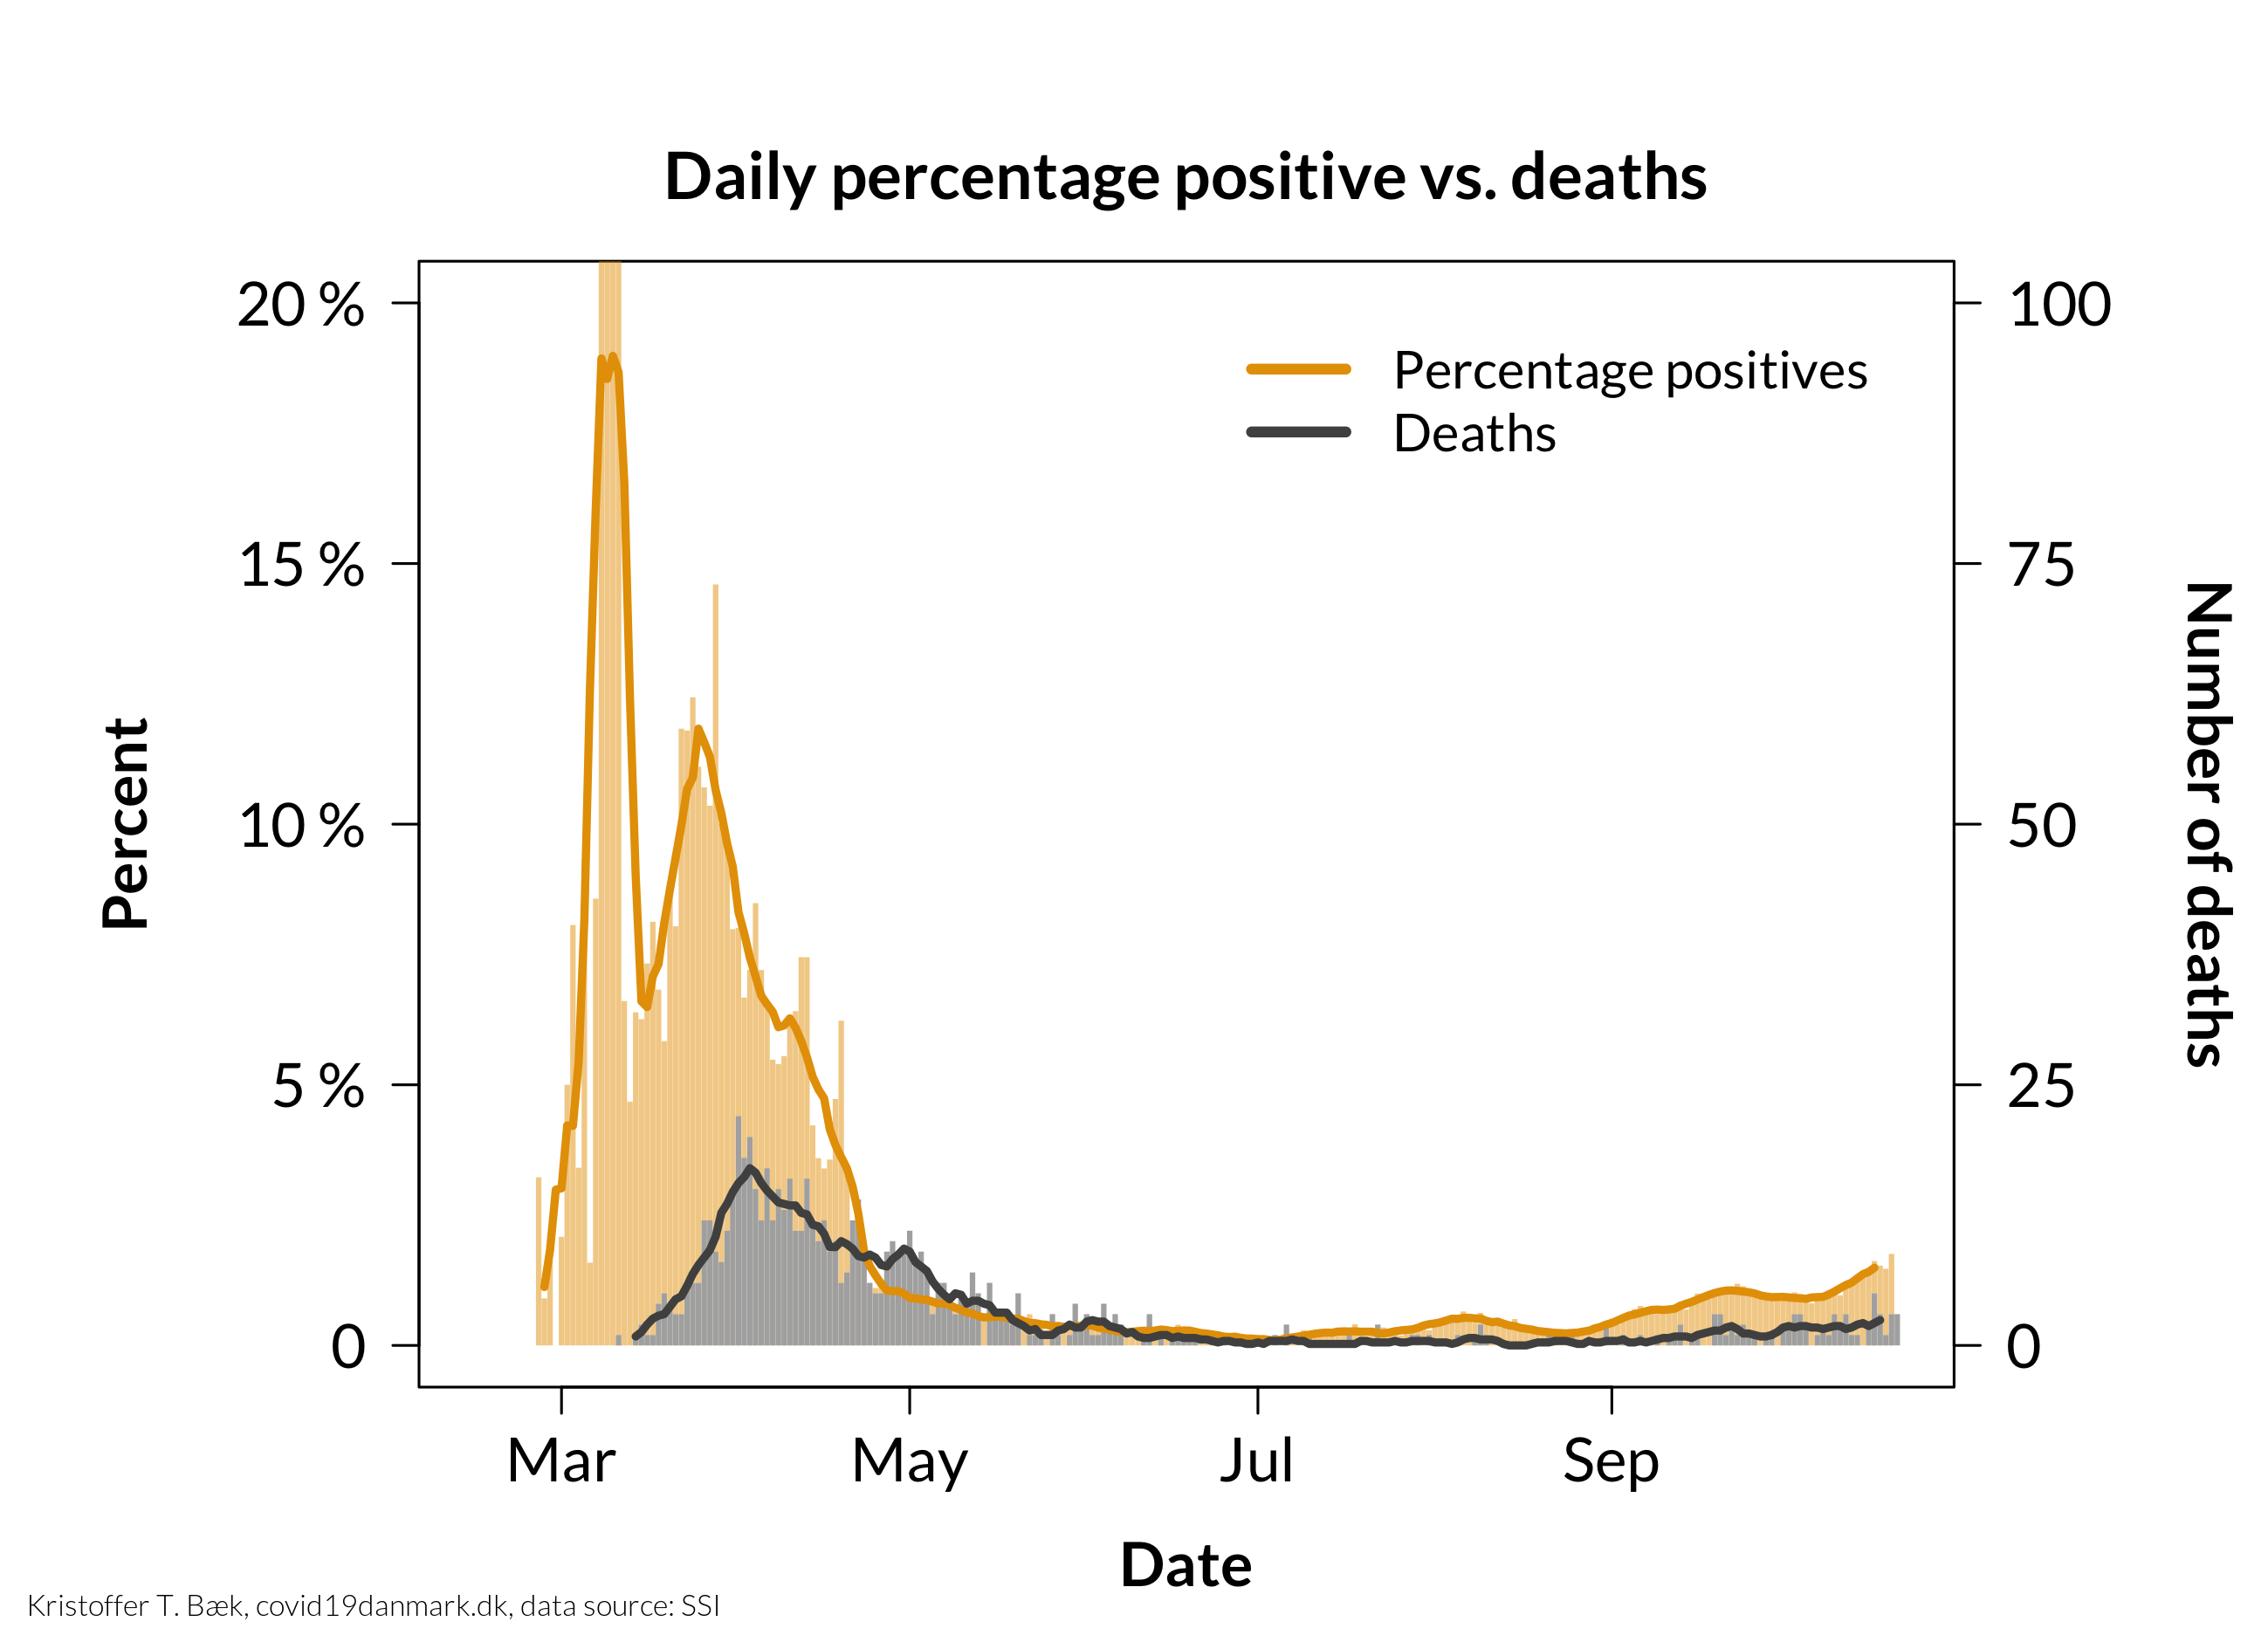 Daily percentage positive vs. deaths
20 %
15 %
10 %
5 %
0
Percent
100
75
50
25
0
Number of deaths
Percentage positives
Deaths
Mar
May
Jul
Sep
Date
Kristoffer T. Bæk, covid19danmark.dk, data source: SSI